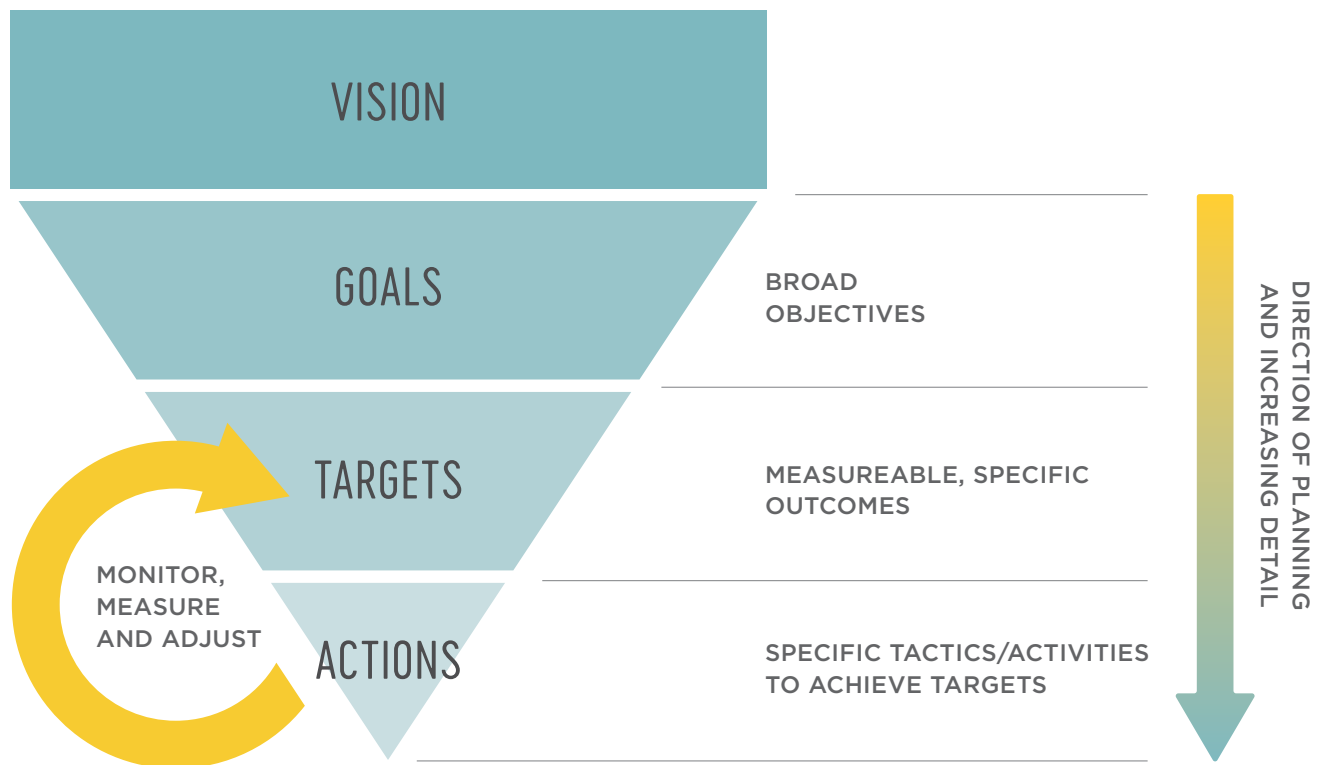 VISION
GOALS
BROAD
OBJECTIVES
TARGETS
MEASUREABLE, SPECIFIC
OUTCOMES
MONITOR,
MEASURE
AND ADJUST
ACTIONS
SPECIFIC TACTICS/ACTIVITIES
TO ACHIEVE TARGETS
DIRECTION OF PLANNING
AND INCREASING DETAIL